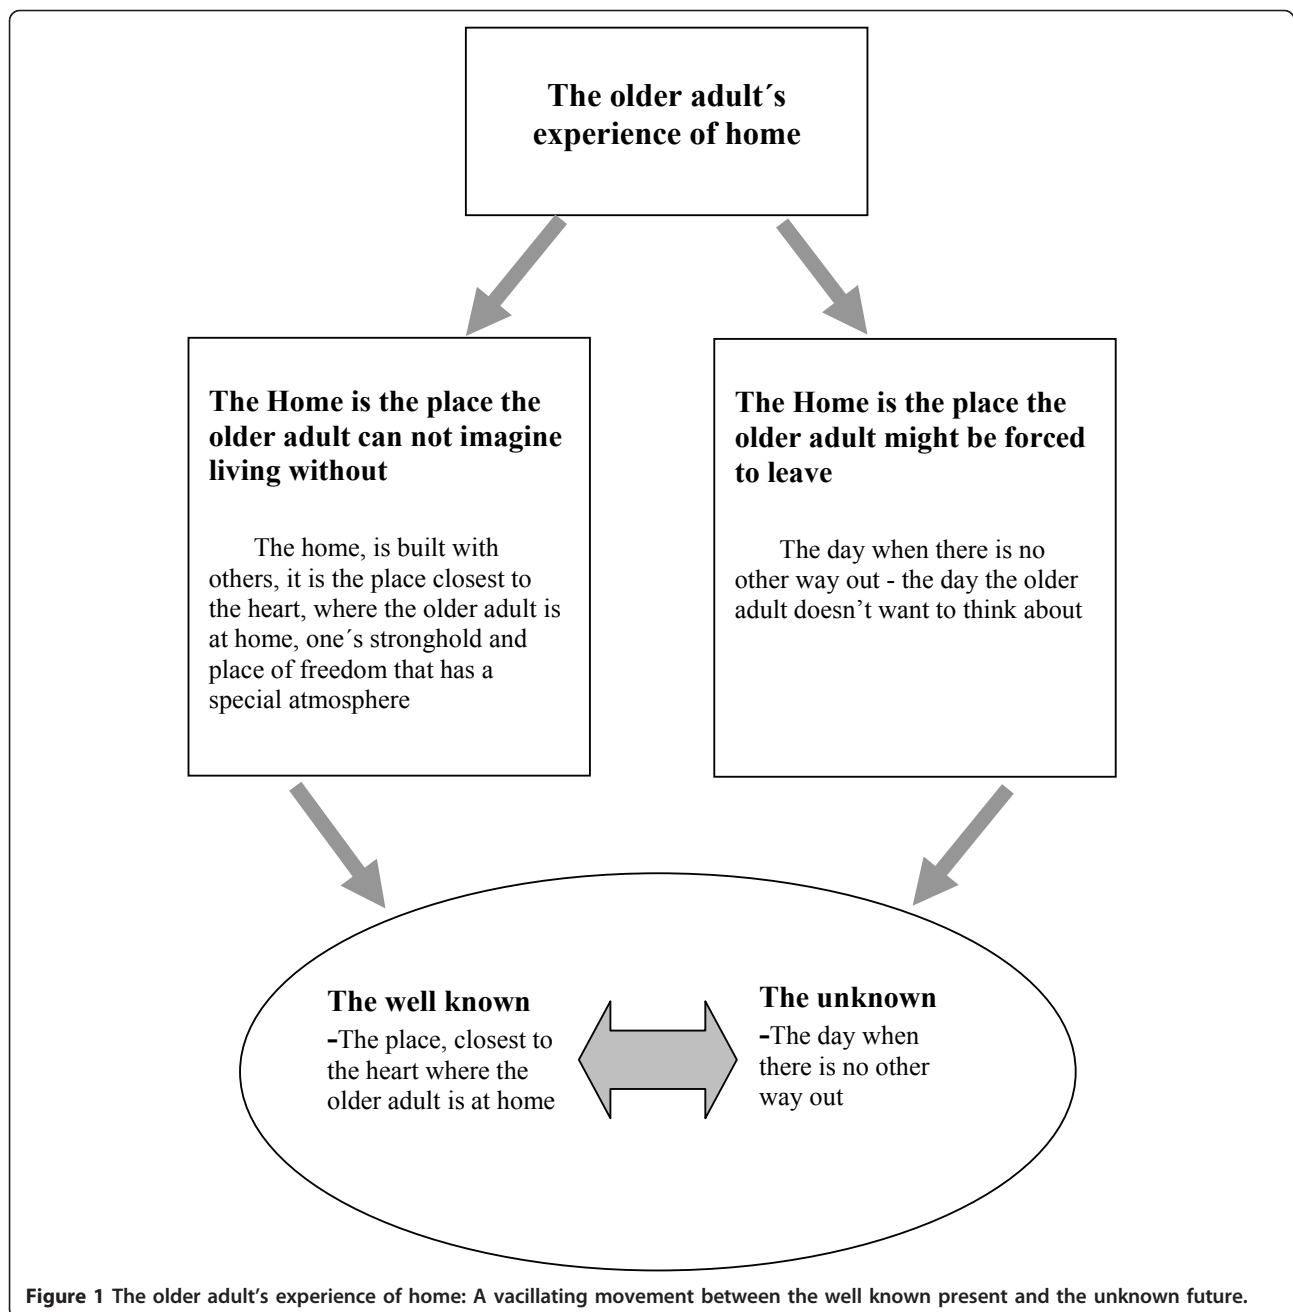 The older adult´s
experience of home
The Home is the place the
older adult can not imagine
living without
The home, is built with
others, it is the place closest to
the heart, where the older adult is
at home, one´s stronghold and
place of freedom that has a
special atmosphere
The Home is the place the
older adult might be forced
to leave
The day when there is no
other way out - the day the older
adult doesn’t want to think about
The well known
-The place, closest to
the heart where the
older adult is at home
The unknown
-The day when
there is no other
way out
Figure 1 The older adult’s experience of home: A vacillating movement between the well known present and the unknown future.